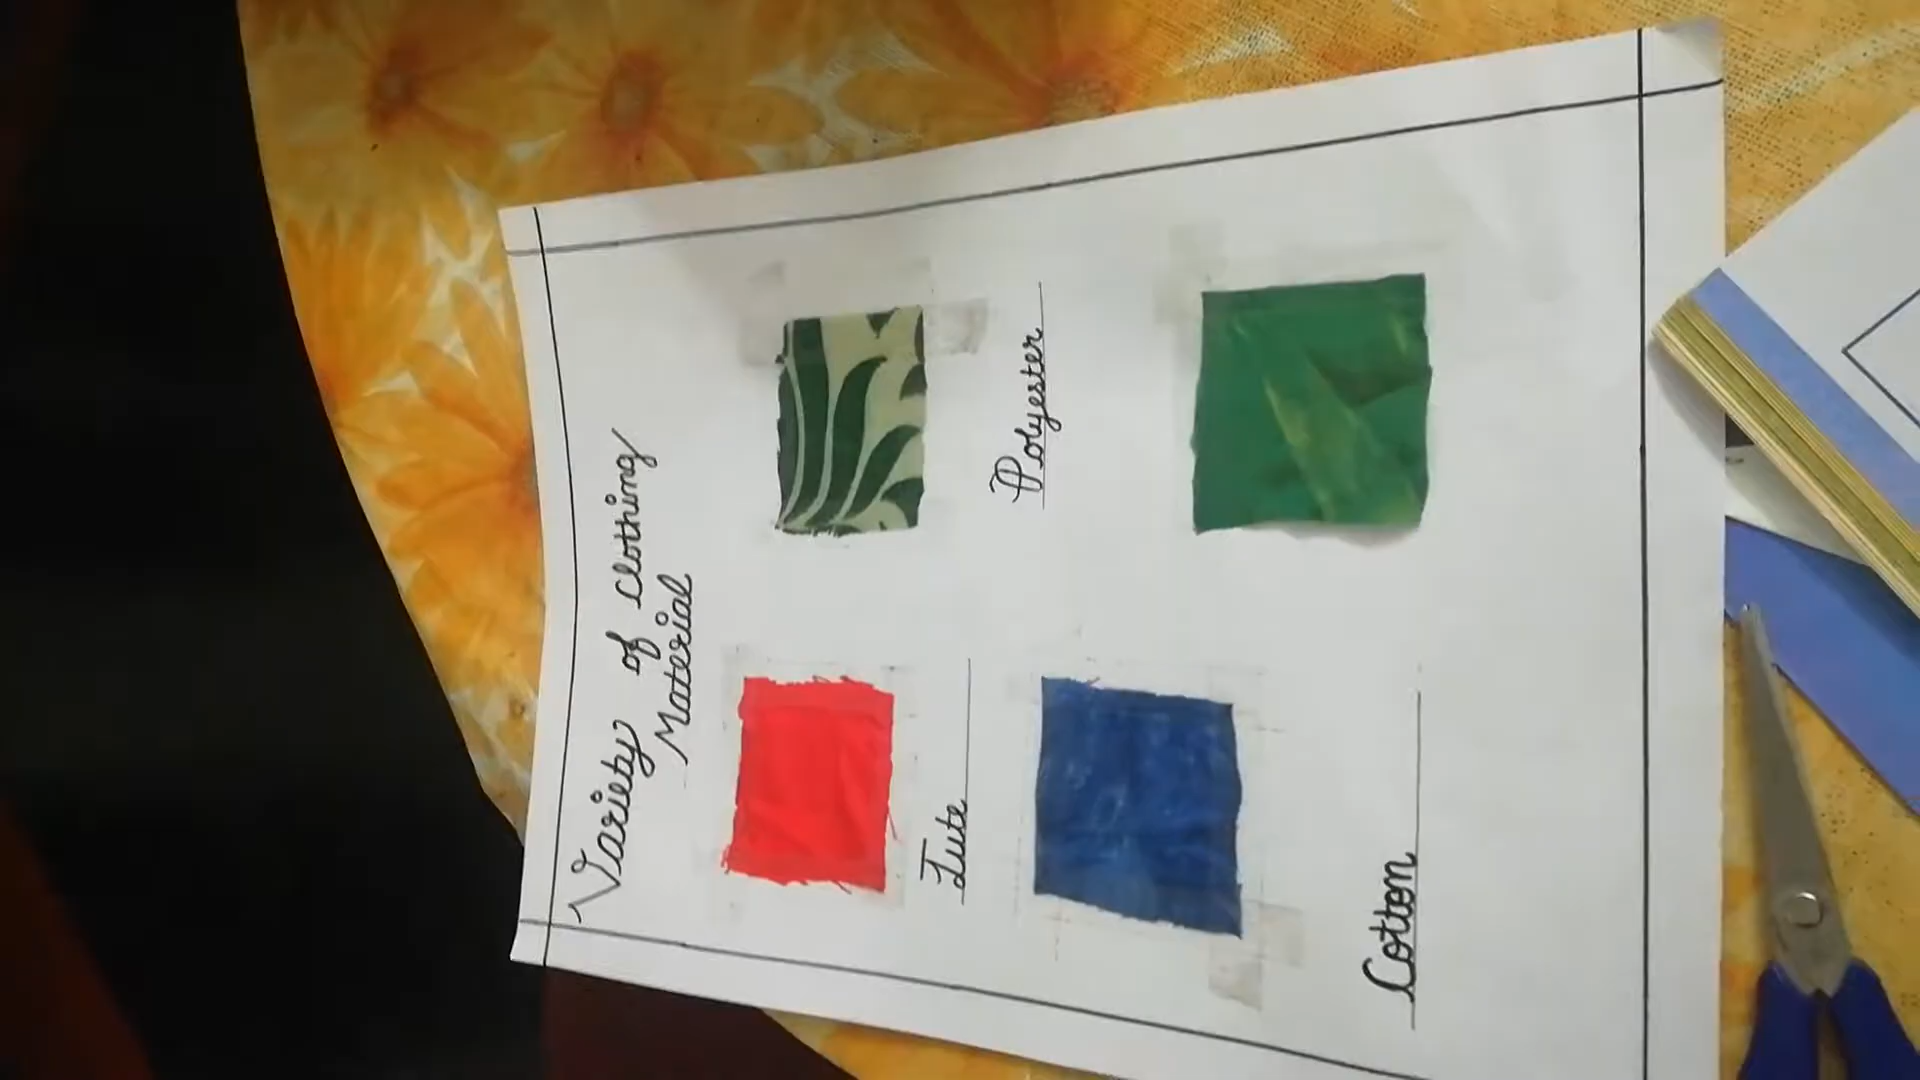 Variety of Clothing
Material
Jute
Polyester
Cotton